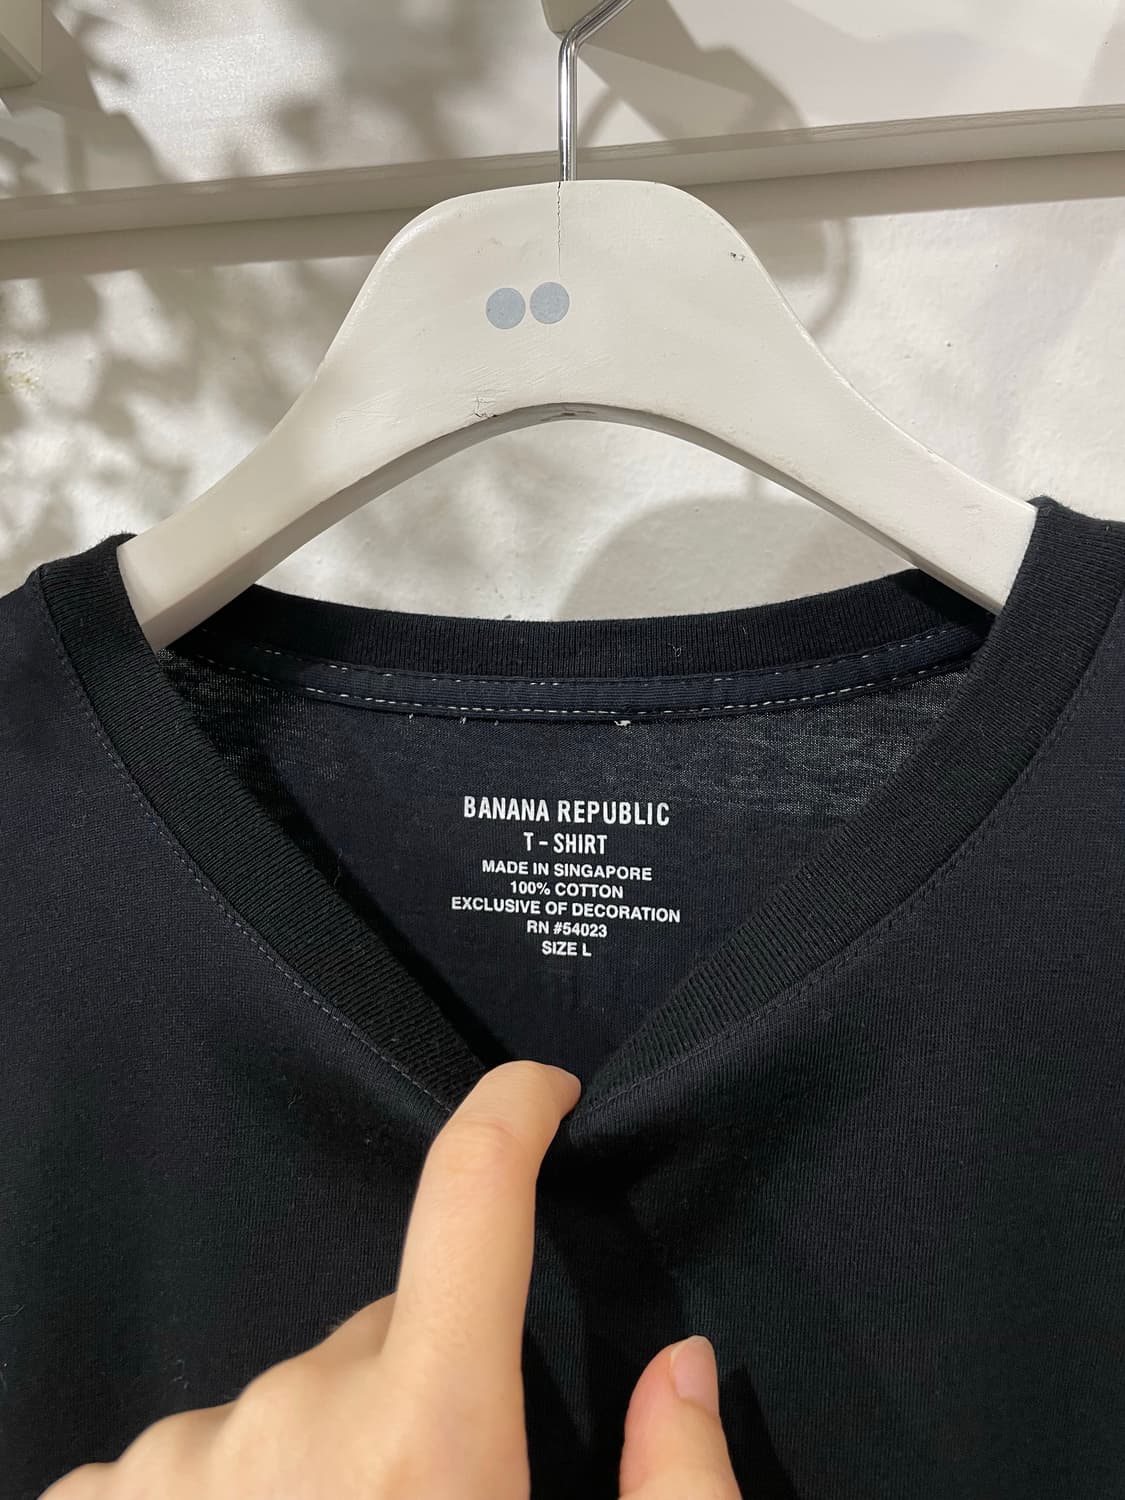 BANANA REPUBLIC
T - SHIRT
MADE IN SINGAPORE
100% COTTON
EXCLUSIVE OF DECORATION
RN #54023
SIZE L